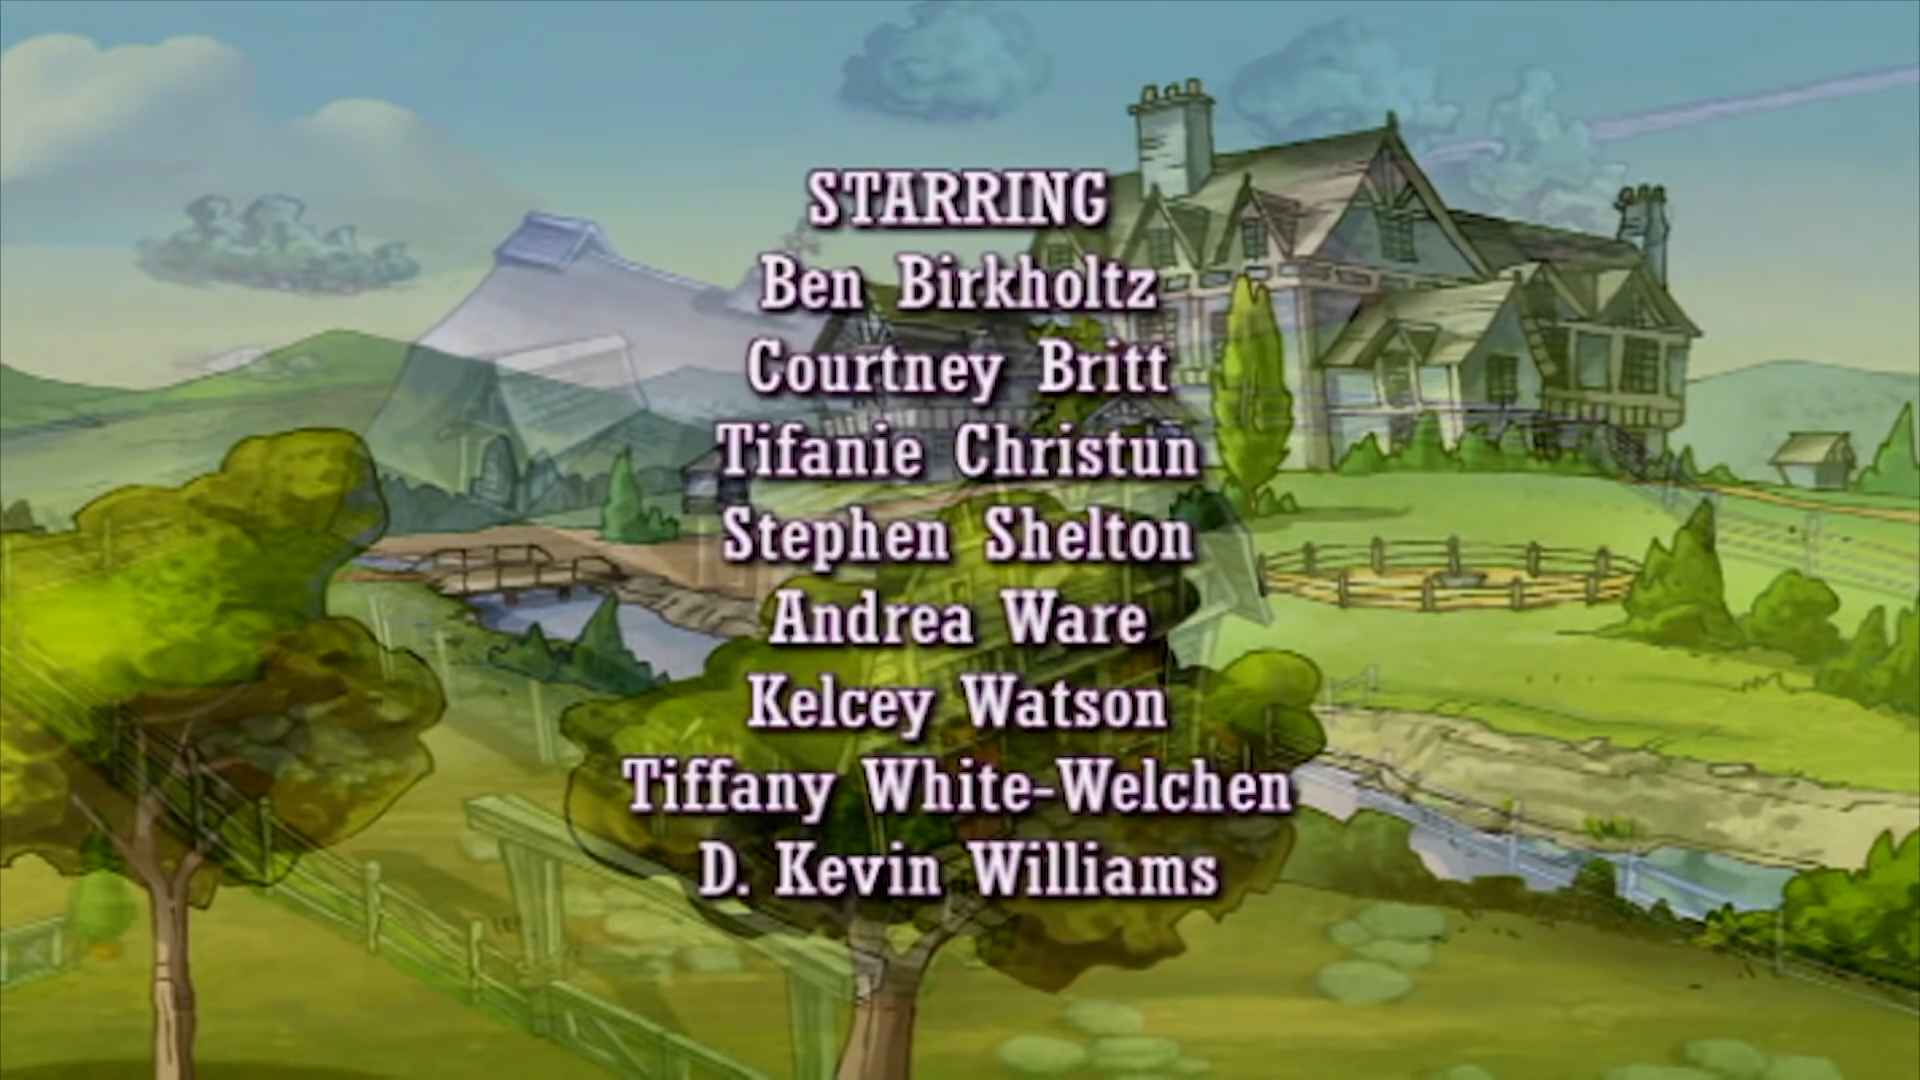 STARRING
Ben Birkholtz
Courtney Britt
Tifanie Christun
Stephen Shelton
Andrea Ware
Kelcey Watson
Tiffany White-Welchen
D. Kevin Williams